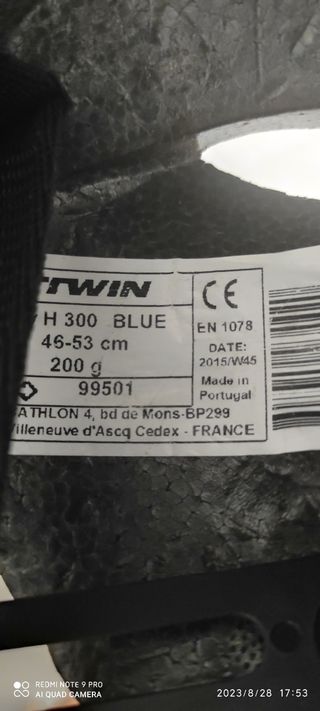 TWIN
H 300 BLUE
46-53 cm
200 g
99501
CE
EN 1078
DATE:
2015/W45
Made in
Portugal
ATHLON 4, bd de Mons-BP299
illeneuve d'Ascq Cedex - FRANCE
REDMI NOTE 9 PRO
AI QUAD CAMERA
2023/8/28 17:53